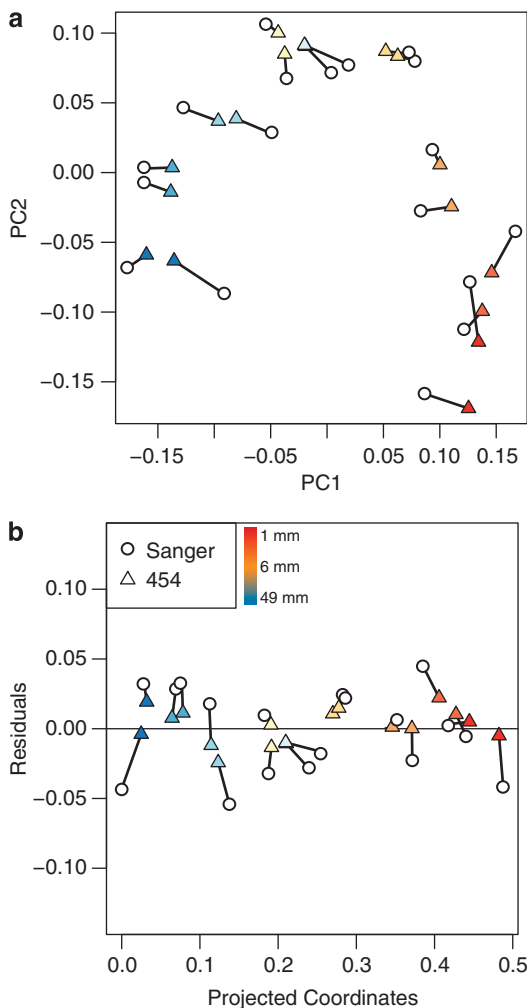 a
0.10
0.05
0.00
−0.05
−0.10
−0.15
PC2
−0.15 −0.05 0.05 0.10 0.15
PC1
b
Sanger
454
1 mm
6 mm
49 mm
0.10
0.05
0.00
−0.05
−0.10
Residuals
0.0 0.1 0.2 0.3 0.4 0.5
Projected Coordinates